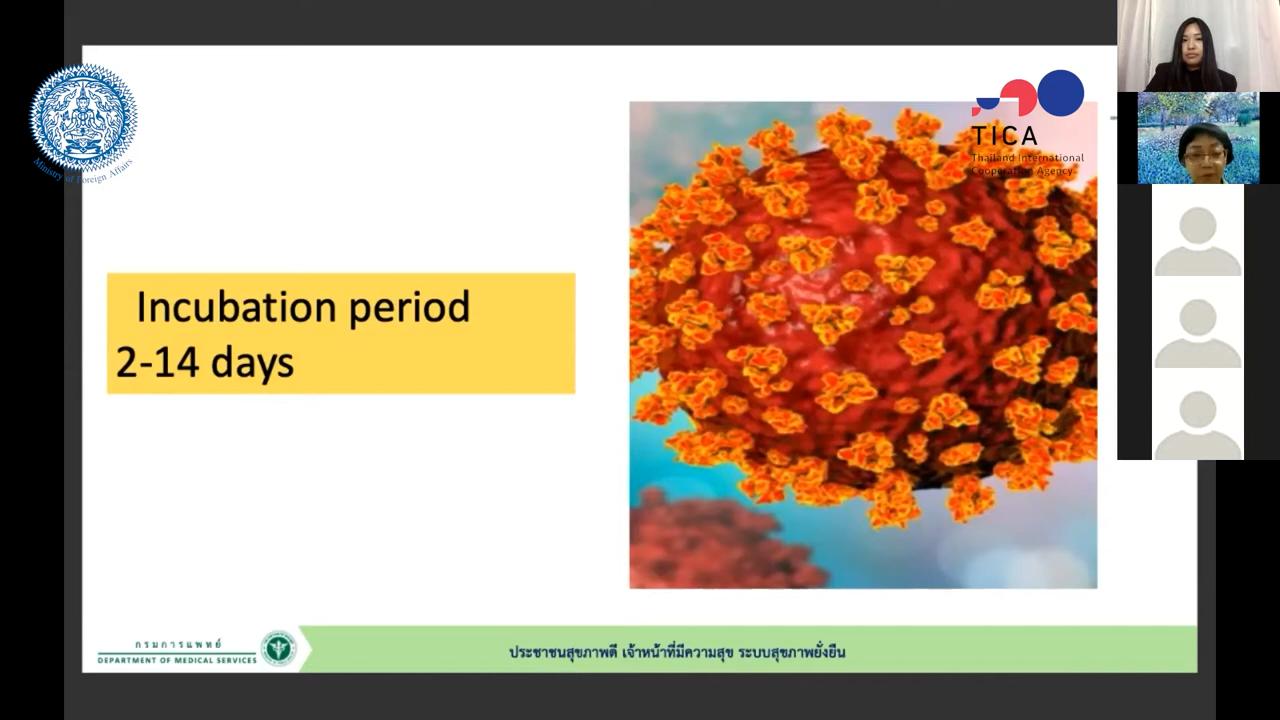 Ministry of Foreign Affairs
TICA
Thailand International
Cooperation Agency
Incubation period
2-14 days
กรมการแพทย์
DEPARTMENT OF MEDICAL SERVICES
ประชาชนสุขภาพดี เจ้าหน้าที่มีความสุข ระบบสุขภาพยั่งยืน